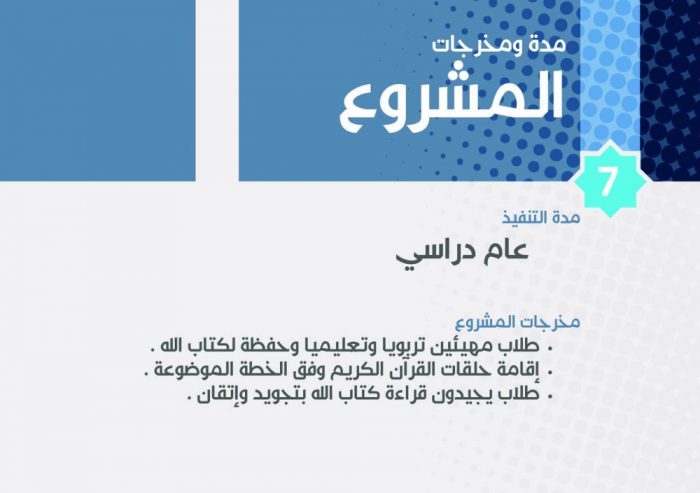 مدة ومخرجات
المشروع
7
مدة التنفيذ
عام دراسي
مخرجات المشروع
• طلاب مهيئين تربويا وتعليميا وحفظة لكتاب الله .
• إقامة حلقات القرآن الكريم وفق الخطة الموضوعة .
• طلاب يجيدون قراءة كتاب الله بتجويد وإتقان .